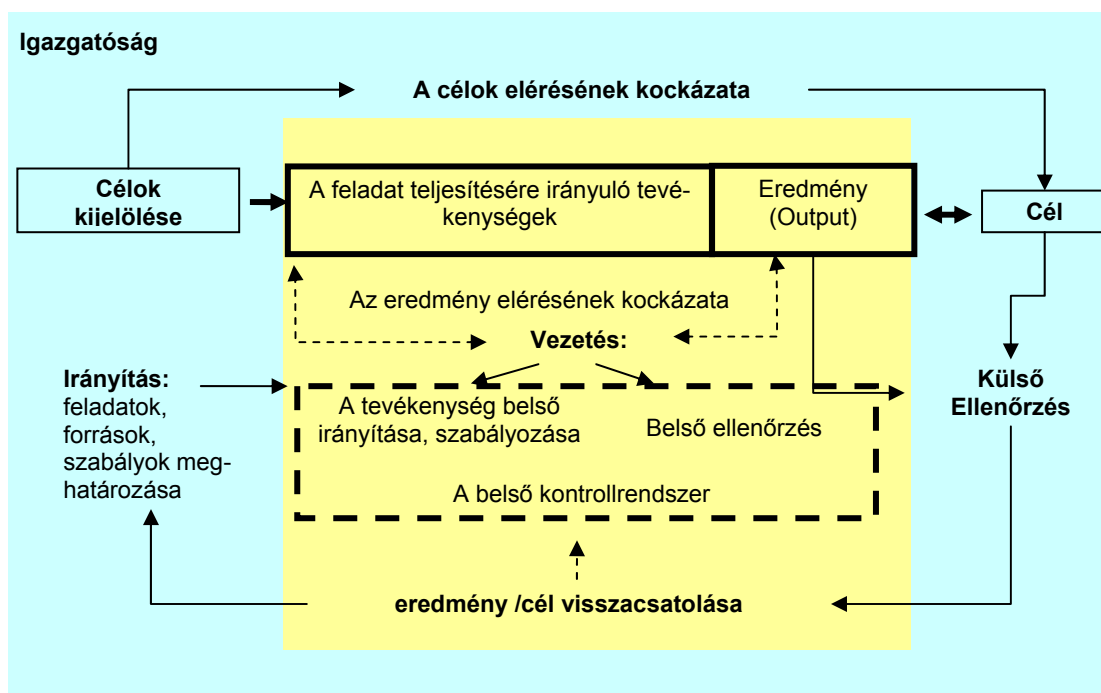 Igazgatóság
A célok elérésének kockázata
Célok
kijelölése
A feladat teljesítésére irányuló tevé-
kenységek
Eredmény
(Output)
Cél
Az eredmény elérésének kockázata
Vezetés:
Irányítás:
feladatok,
források,
szabályok meg-
határozása
A tevékenység belső
irányítása, szabályozása
Belső ellenőrzés
A belső kontrollrendszer
Külső
Ellenőrzés
eredmény /cél visszacsatolása